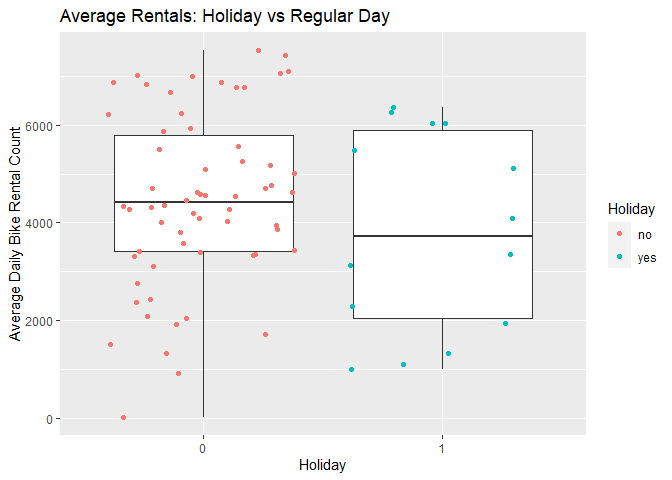 Average Rentals: Holiday vs Regular Day
Average Daily Bike Rental Count
6000
4000
2000
0
0 1
Holiday
Holiday
no
yes